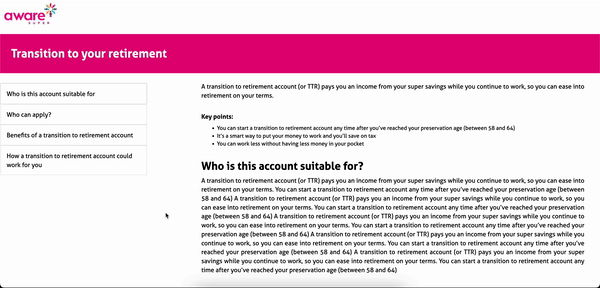 aware
SUPER
Transition to your retirement
Who is this account suitable for
Who can apply?
Benefits of a transition to retirement account
How a transition to retirement account could
work for you
A transition to retirement account (or TTR) pays you an income from your super savings while you continue to work, so you can ease into
retirement on your terms.
Key points:
• You can start a transition to retirement account any time after you've reached your preservation age (between 58 and 64)
• It's a smart way to put your money to work and you'll save on tax
• You can work less without having less money in your pocket
Who is this account suitable for?
A transition to retirement account (or TTR) pays you an income from your super savings while you continue to work, so you can ease into
retirement on your terms. You can start a transition to retirement account any time after you've reached your preservation age (between
58 and 64) A transition to retirement account (or TTR) pays you an income from your super savings while you continue to work, so you
can ease into retirement on your terms. You can start a transition to retirement account any time after you've reached your preservation
age (between 58 and 64) A transition to retirement account (or TTR) pays you an income from your super savings while you continue to
work, so you can ease into retirement on your terms. You can start a transition to retirement account any time after you've reached your
preservation age (between 58 and 64) A transition to retirement account (or TTR) pays you an income from your super savings while you
continue to work, so you can ease into retirement on your terms. You can start a transition to retirement account any time after you've
reached your preservation age (between 58 and 64) A transition to retirement account (or TTR) pays you an income from your super
savings while you continue to work, so you can ease into retirement on your terms. You can start a transition to retirement account any
time after you've reached your preservation age (between 58 and 64)